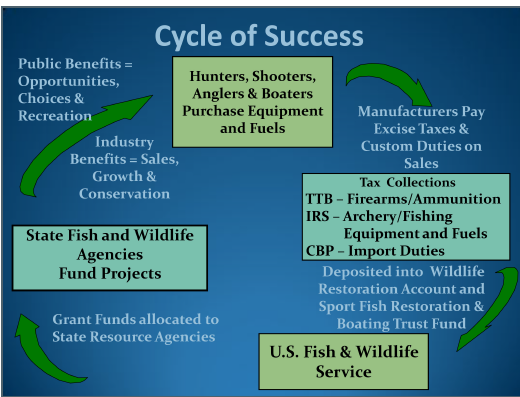 Cycle of Success
Public Benefits =
Opportunities,
Choices &
Recreation
Industry
Benefits = Sales,
Growth &
Conservation
Hunters, Shooters,
Anglers & Boaters
Purchase Equipment
and Fuels
Manufacturers Pay
Excise Taxes &
Custom Duties on
Sales
Tax Collections
TTB – Firearms/Ammunition
IRS – Archery/Fishing
Equipment and Fuels
CBP – Import Duties
Deposited into Wildlife
Restoration Account and
Sport Fish Restoration &
Boating Trust Fund
U.S. Fish & Wildlife
Service
Grant Funds allocated to
State Resource Agencies
State Fish and Wildlife
Agencies
Fund Projects